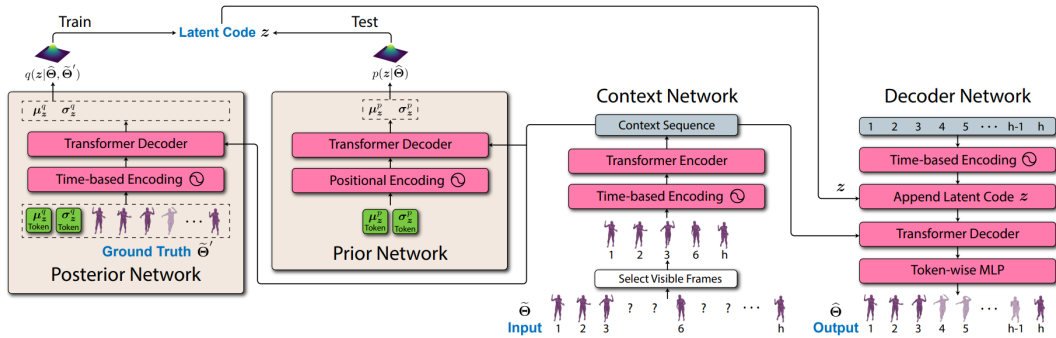 Train
Latent Code z
Test
q(z|Θ̂, Θ̃′)
p(z|Θ̂)
μ_z^q σ_z^q
Transformer Decoder
Time-based Encoding
μ_z^q Token σ_z^q Token ...
Ground Truth Θ̃′
Posterior Network
μ_z^p σ_z^p
Transformer Decoder
Positional Encoding
μ_z^p Token σ_z^p Token
Prior Network
Context Network
Context Sequence
Transformer Encoder
Time-based Encoding
1 2 3 6 h
Select Visible Frames
Θ̃
Input
? ? ? ? ...
1 2 3 6 h
Decoder Network
1 2 3 4 5 ... h-1 h
Time-based Encoding
z
Append Latent Code z
Transformer Decoder
Token-wise MLP
Θ̂
Output
...
1 2 3 4 5 h-1 h